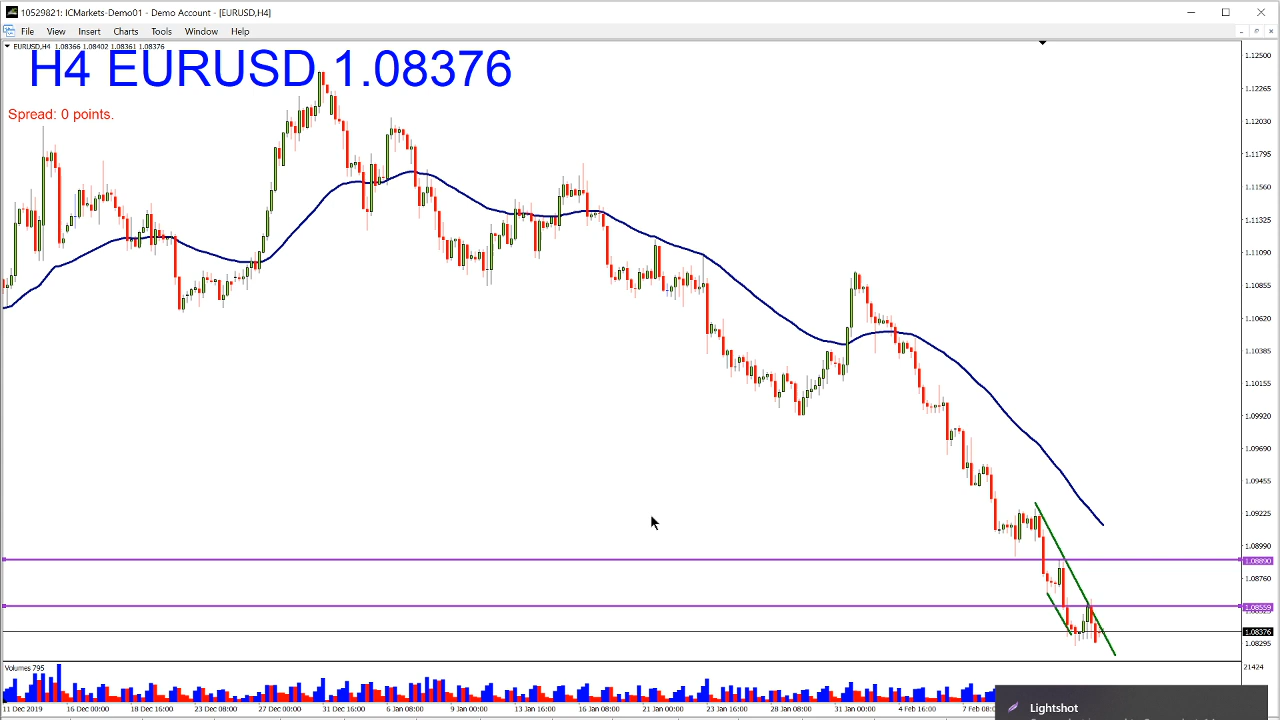 10529821: ICMarkets-Demo01 - Demo Account - [EURUSD,H4]
File View Insert Charts Tools Window Help
EURUSD,H4 1.08366 1.08402 1.08361 1.08376
H4 EURUSD 1.08376
Spread: 0 points.
1.12500
1.12265
1.12030
1.11795
1.11560
1.11325
1.11090
1.10855
1.10620
1.10385
1.10155
1.09920
1.09690
1.09455
1.09225
1.08990
1.08890
1.08760
1.08559
1.08376
1.08295
Volumes 795
21424
11 Dec 2019 16 Dec 00:00 18 Dec 16:00 23 Dec 08:00 27 Dec 00:00 31 Dec 16:00 6 Jan 08:00 9 Jan 00:00 13 Jan 16:00 16 Jan 08:00 21 Jan 00:00 23 Jan 16:00 28 Jan 08:00 31 Jan 00:00 4 Feb 16:00
Lightshot